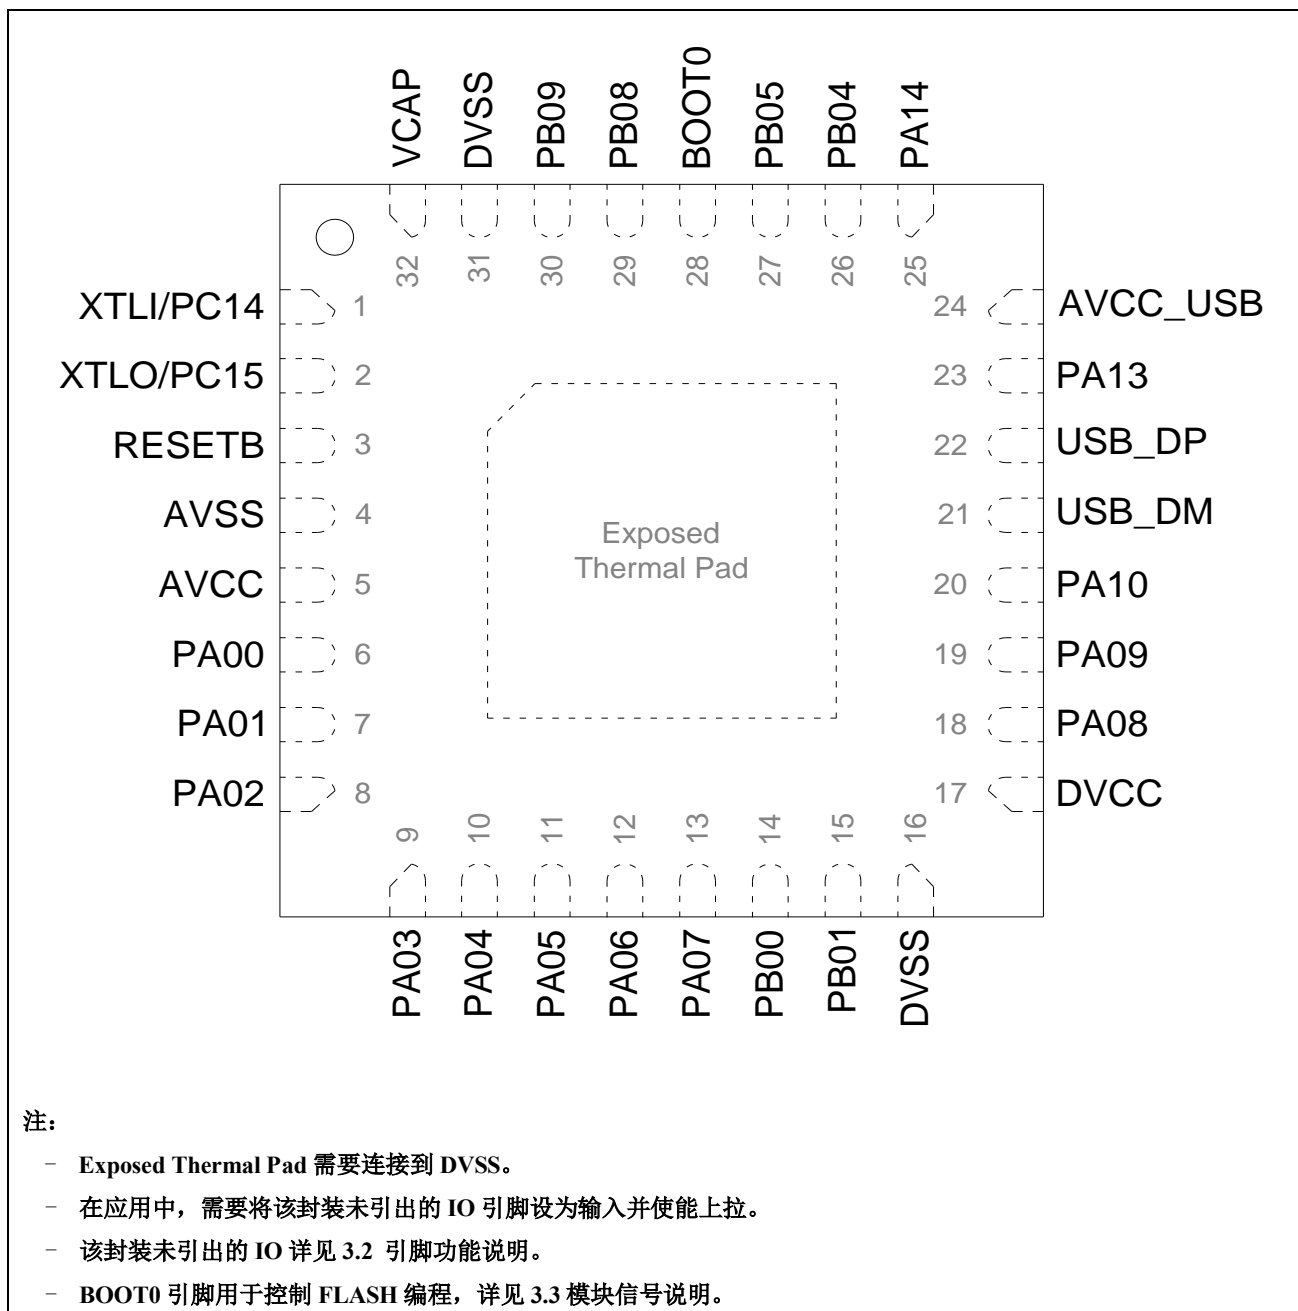 VCAP
DVSS
PB09
PB08
BOOT0
PB05
PB04
PA14
32
31
30
29
28
27
26
25
XTLI/PC14 1
24 AVCC_USB
XTLO/PC15 2
23 PA13
RESETB 3
22 USB_DP
AVSS 4
21 USB_DM
Exposed
Thermal Pad
AVCC 5
20 PA10
PA00 6
19 PA09
PA01 7
18 PA08
PA02 8
17 DVCC
9
10
11
12
13
14
15
16
PA03
PA04
PA05
PA06
PA07
PB00
PB01
DVSS
注：
– Exposed Thermal Pad 需要连接到 DVSS。
– 在应用中，需要将该封装未引出的 IO 引脚设为输入并使能上拉。
– 该封装未引出的 IO 详见 3.2 引脚功能说明。
– BOOT0 引脚用于控制 FLASH 编程，详见 3.3 模块信号说明。